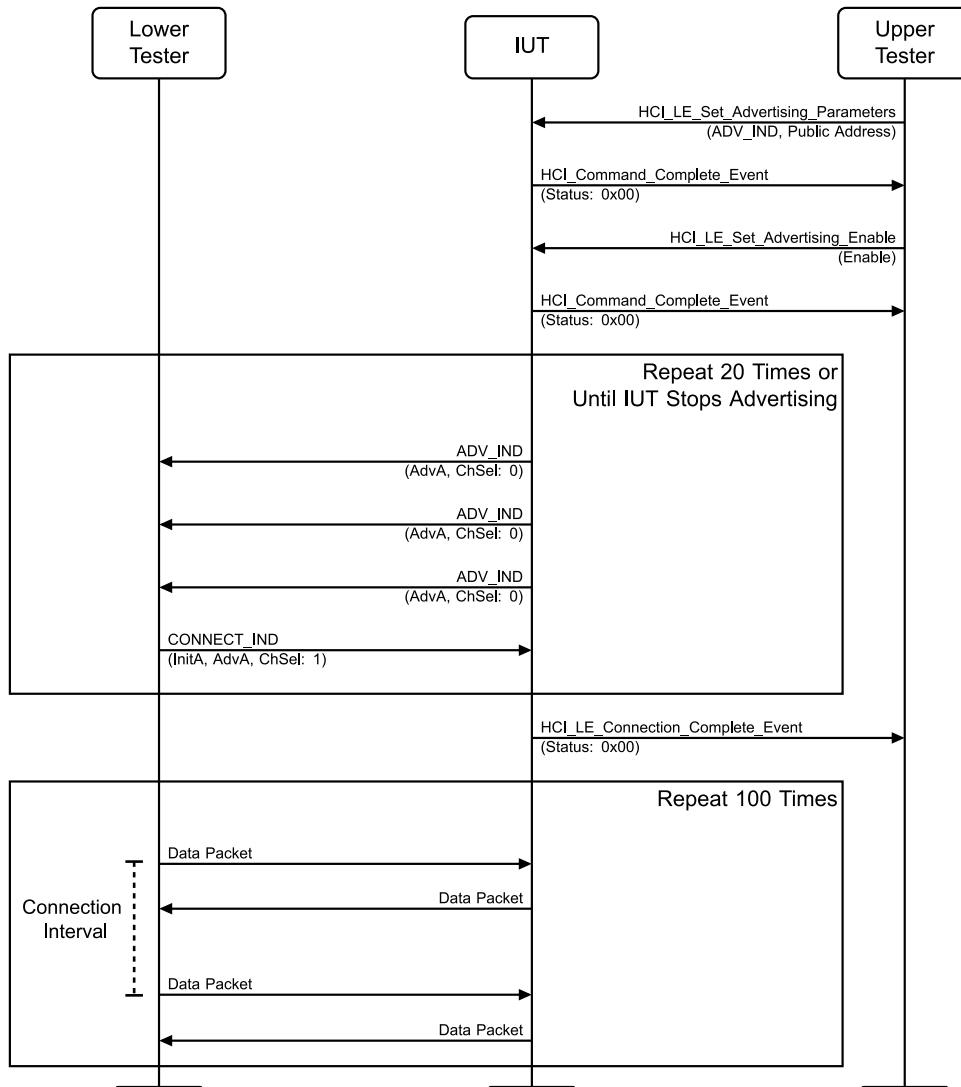 Lower
Tester
IUT
Upper
Tester
HCI_LE_Set_Advertising_Parameters
(ADV_IND, Public Address)
HCI_Command_Complete_Event
(Status: 0x00)
HCI_LE_Set_Advertising_Enable
(Enable)
HCI_Command_Complete_Event
(Status: 0x00)
Repeat 20 Times or
Until IUT Stops Advertising
ADV_IND
(AdvA, ChSel: 0)
ADV_IND
(AdvA, ChSel: 0)
ADV_IND
(AdvA, ChSel: 0)
CONNECT_IND
(InitA, AdvA, ChSel: 1)
HCI_LE_Connection_Complete_Event
(Status: 0x00)
Repeat 100 Times
Data Packet
Data Packet
Connection
Interval
Data Packet
Data Packet